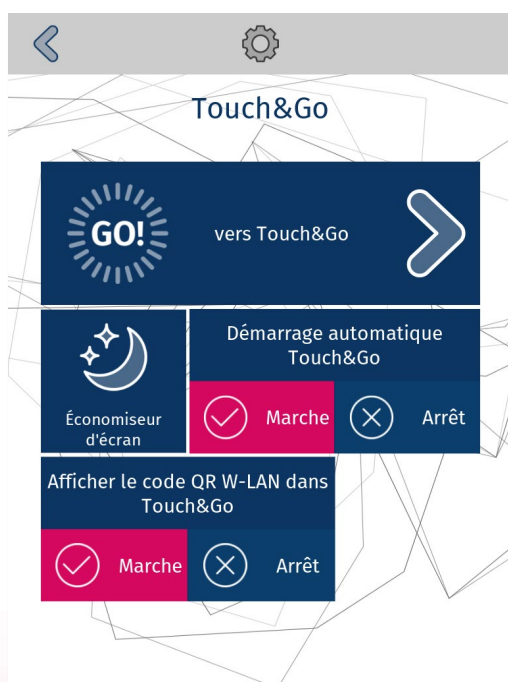 Touch&Go
GO!
vers Touch&Go
Démarrage automatique
Touch&Go
Économiseur
d'écran
Marche
Arrêt
Afficher le code QR W-LAN dans
Touch&Go
Marche
Arrêt